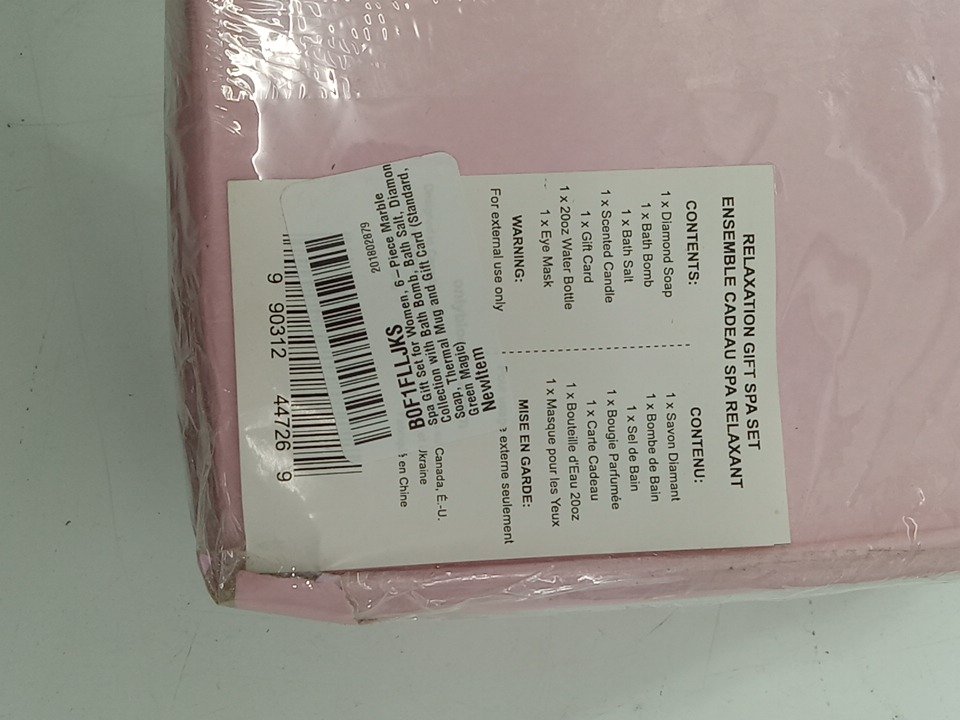 RELAXATION GIFT SPA SET
ENSEMBLE CADEAU SPA RELAXANT
CONTENTS:
1 x Diamond Soap
1 x Bath Bomb
1 x Bath Salt
1 x Scented Candle
1 x Gift Card
1 x 20oz Water Bottle
1 x Eye Mask
WARNING:
For external use only
CONTENU:
1 x Savon Diamant
1 x Bombe de Bain
1 x Sel de Bain
1 x Bougie Parfumée
1 x Carte Cadeau
1 x Bouteille d'Eau 20oz
1 x Masque pour les Yeux
MISE EN GARDE:
externe seulement
Canada, É.-U.
Ukraine
en Chine
9 90312 44726 9
201802879
B0F1FLLJKS
Spa Gift Set for Women, 6-Piece Marble
Collection with Bath Bomb, Bath Salt, Diamon
Soap, Thermal Mug and Gift Card (Standard,
Green Magic)
NewItem